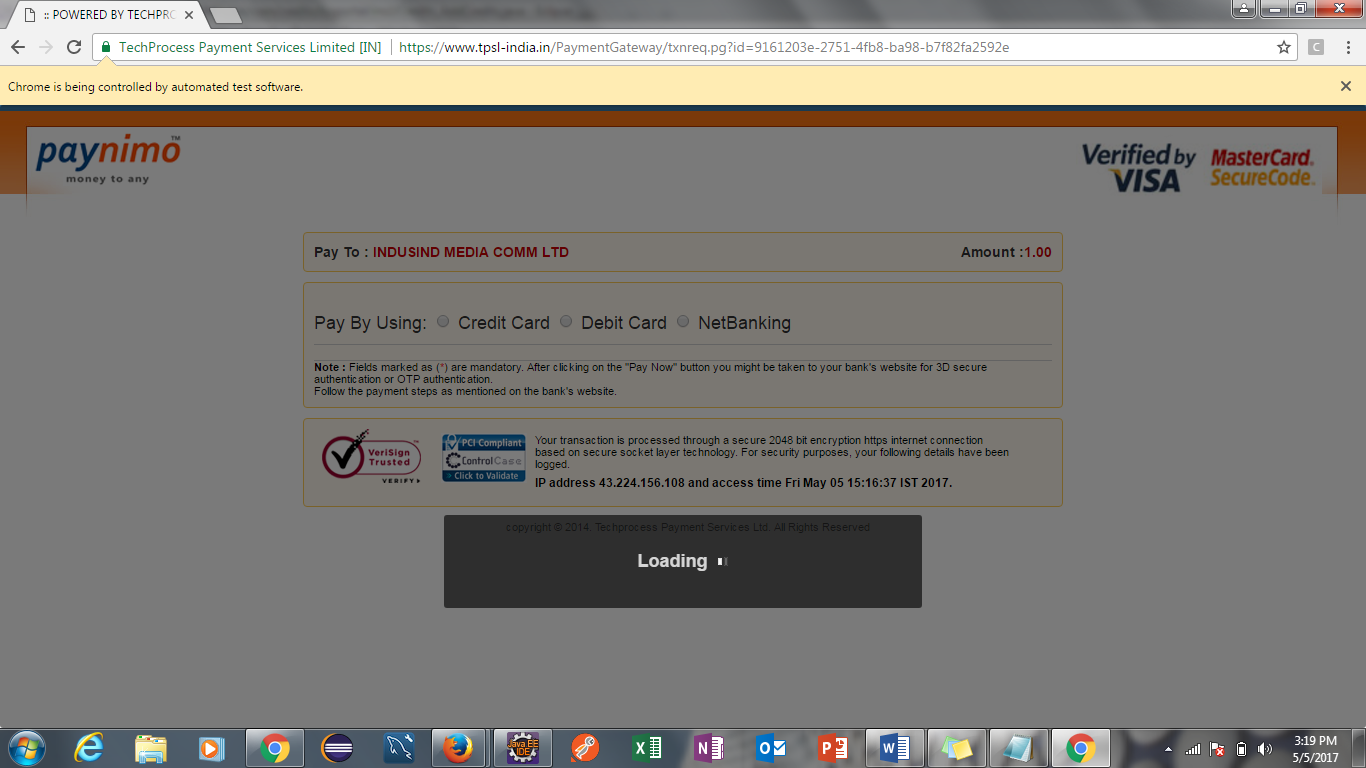 :: POWERED BY TECHPRO
TechProcess Payment Services Limited [IN]
https://www.tpsl-india.in/PaymentGateway/txnreq.pg?id=9161203e-2751-4fb8-ba98-b7f82fa2592e
C
Chrome is being controlled by automated test software.
paynimo™
money to any
Verified by
VISA
MasterCard.
SecureCode.
Pay To : INDUSIND MEDIA COMM LTD
Amount :1.00
Pay By Using: Credit Card Debit Card NetBanking
Note : Fields marked as (*) are mandatory. After clicking on the "Pay Now" button you might be taken to your bank's website for 3D secure
authentication or OTP authentication.
Follow the payment steps as mentioned on the bank's website.
VeriSign
Trusted
VERIFY
PCI Compliant
ControlCase
Click to Validate
Your transaction is processed through a secure 2048 bit encryption https internet connection
based on secure socket layer technology. For security purposes, your following details have been
logged.
IP address 43.224.156.108 and access time Fri May 05 15:16:37 IST 2017.
copyright © 2014. Techprocess Payment Services Ltd. All Rights Reserved
Loading
Java EE
IDE
3:19 PM
5/5/2017